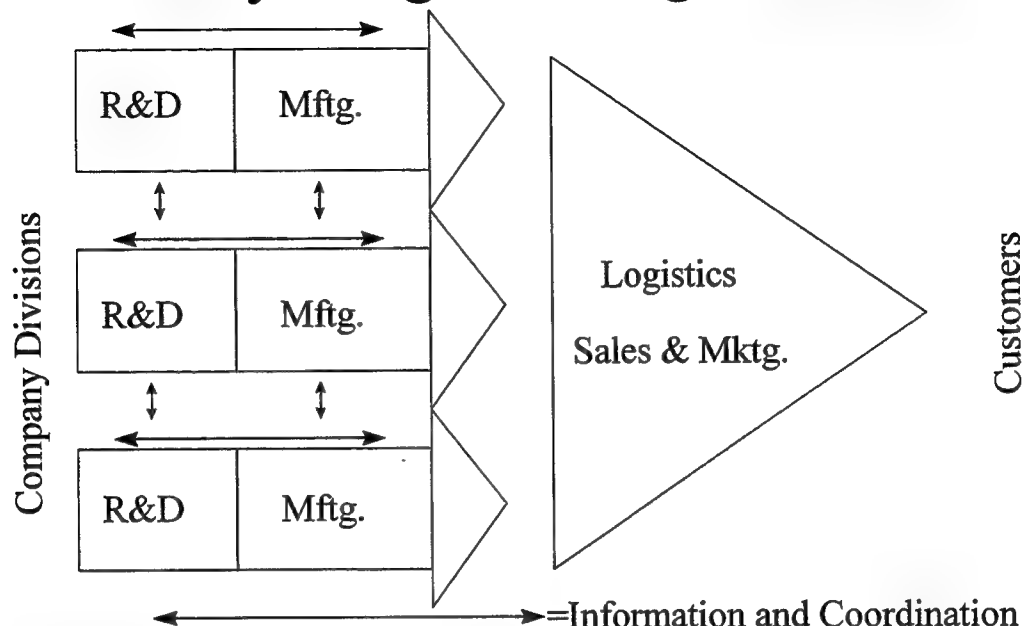 R&D Mftg.
R&D Mftg.
R&D Mftg.
Company Divisions
Logistics
Sales & Mktg.
Customers
=Information and Coordination